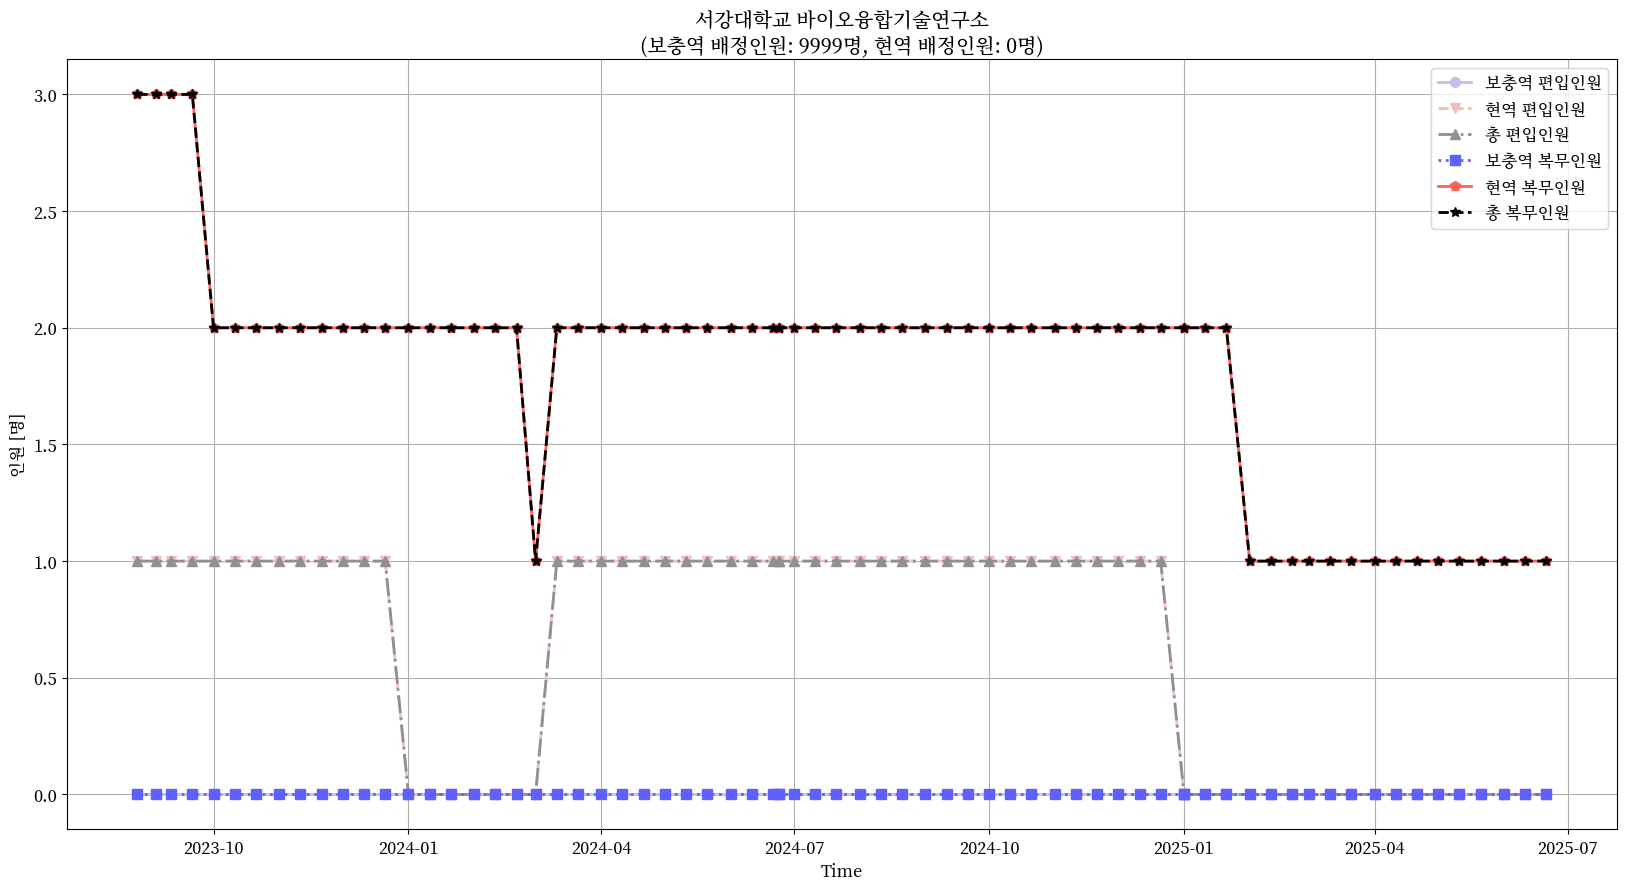 서강대학교 바이오융합기술연구소
(보충역 배정인원: 9999명, 현역 배정인원: 0명)
보충역 편입인원
현역 편입인원
총 편입인원
보충역 복무인원
현역 복무인원
총 복무인원
인원 [명]
3.0
2.5
2.0
1.5
1.0
0.5
0.0
2023-10
2024-01
2024-04
2024-07
2024-10
2025-01
2025-04
2025-07
Time